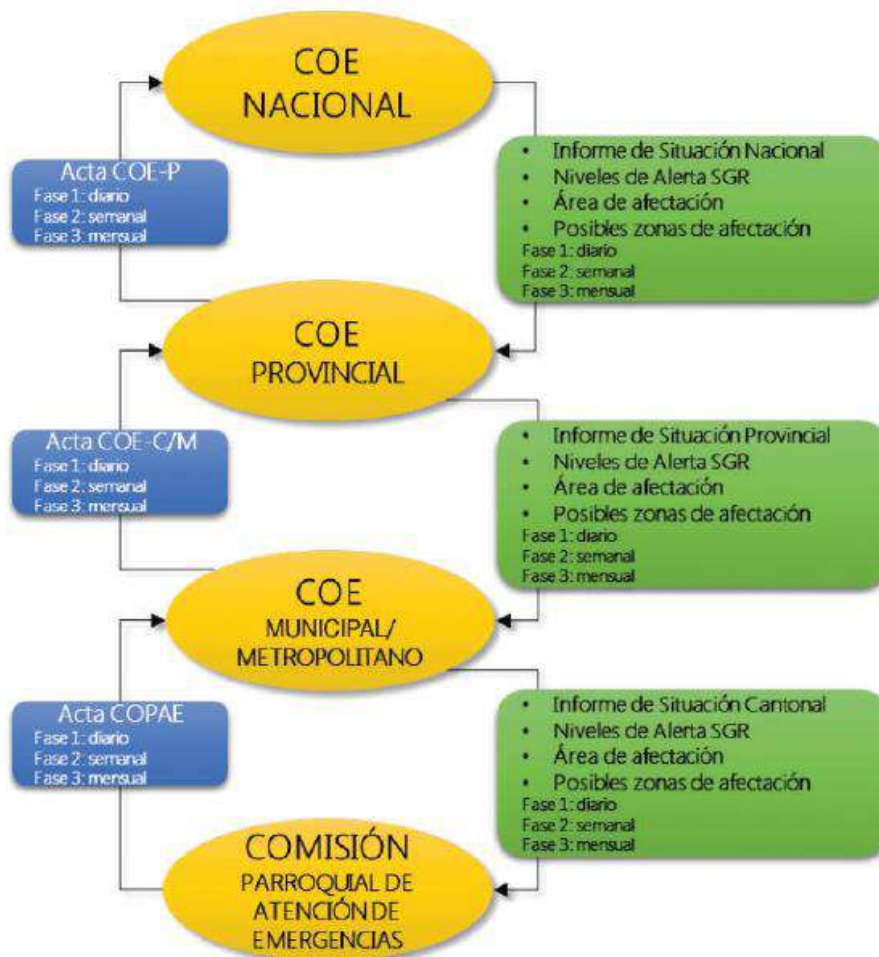 COE
NACIONAL
Acta COE-P
Fase 1: diario
Fase 2: semanal
Fase 3: mensual
• Informe de Situación Nacional
• Niveles de Alerta SGR
• Área de afectación
• Posibles zonas de afectación
Fase 1: diario
Fase 2: semanal
Fase 3: mensual
COE
PROVINCIAL
Acta COE-C/M
Fase 1: diario
Fase 2: semanal
Fase 3: mensual
• Informe de Situación Provincial
• Niveles de Alerta SGR
• Área de afectación
• Posibles zonas de afectación
Fase 1: diario
Fase 2: semanal
Fase 3: mensual
COE
MUNICIPAL/
METROPOLITANO
Acta COPAE
Fase 1: diario
Fase 2: semanal
Fase 3: mensual
• Informe de Situación Cantonal
• Niveles de Alerta SGR
• Área de afectación
• Posibles zonas de afectación
Fase 1: diario
Fase 2: semanal
Fase 3: mensual
COMISIÓN
PARROQUIAL DE
ATENCIÓN DE
EMERGENCIAS